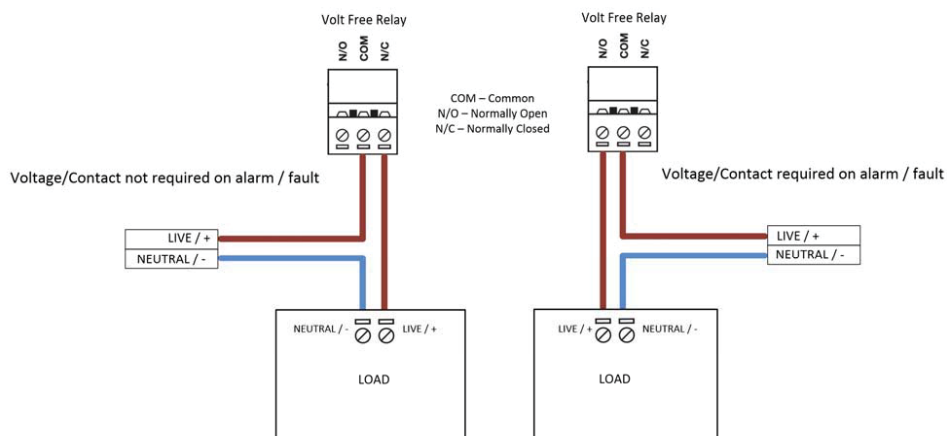 Volt Free Relay
N/O
COM
N/C
Voltage/Contact not required on alarm / fault
LIVE / +
NEUTRAL / -
NEUTRAL / -
LIVE / +
LOAD
COM – Common
N/O – Normally Open
N/C – Normally Closed
Volt Free Relay
N/O
COM
N/C
Voltage/Contact required on alarm / fault
LIVE / +
NEUTRAL / -
LIVE / +
NEUTRAL / -
LOAD